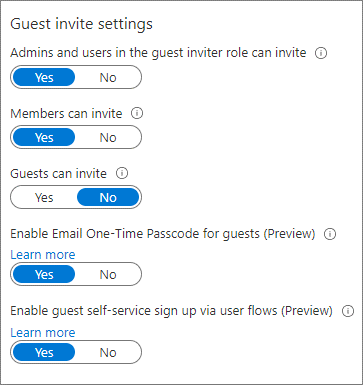 Guest invite settings
Admins and users in the guest inviter role can invite
Yes No
Members can invite
Yes No
Guests can invite
Yes No
Enable Email One-Time Passcode for guests (Preview)
Learn more
Yes No
Enable guest self-service sign up via user flows (Preview)
Learn more
Yes No